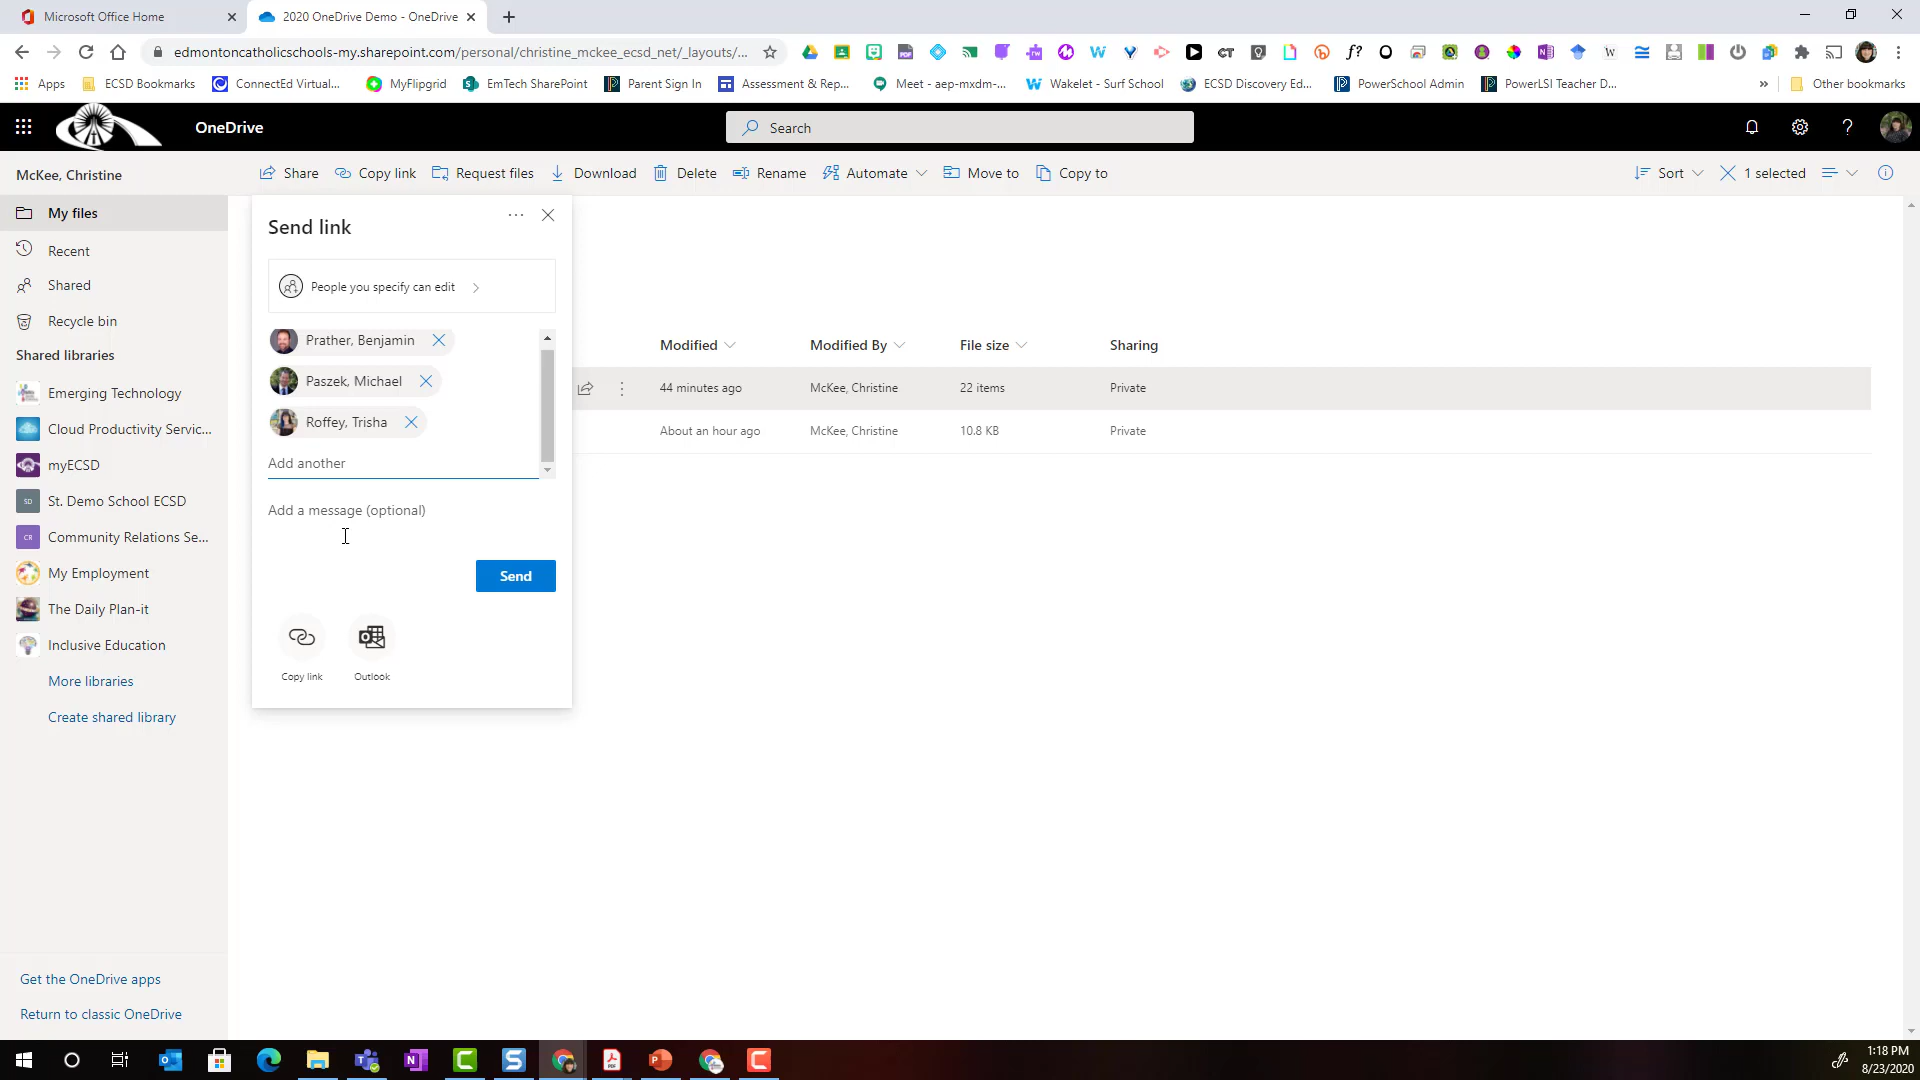 Microsoft Office Home
2020 OneDrive Demo - OneDrive
edmontoncatholicschools-my.sharepoint.com/personal/christine_mckee_ecsd_net/_layouts/...
Apps
ECSD Bookmarks
ConnectEd Virtual...
MyFlipgrid
EmTech SharePoint
Parent Sign In
Assessment & Rep...
Meet - aep-mxdm-...
Wakelet - Surf School
ECSD Discovery Ed...
PowerSchool Admin
PowerLSI Teacher D...
»
Other bookmarks
OneDrive
Search
McKee, Christine
Share
Copy link
Request files
Download
Delete
Rename
Automate
Move to
Copy to
Sort
1 selected
My files
Recent
Shared
Recycle bin
Shared libraries
Emerging Technology
Cloud Productivity Servic...
myECSD
SD
St. Demo School ECSD
CR
Community Relations Se...
My Employment
The Daily Plan-it
Inclusive Education
More libraries
Create shared library
Get the OneDrive apps
Return to classic OneDrive
Send link
People you specify can edit
Prather, Benjamin
Paszek, Michael
Roffey, Trisha
Add another
Add a message (optional)
Send
Copy link
Outlook
Modified
Modified By
File size
Sharing
44 minutes ago
McKee, Christine
22 items
Private
About an hour ago
McKee, Christine
10.8 KB
Private
1:18 PM
8/23/2020